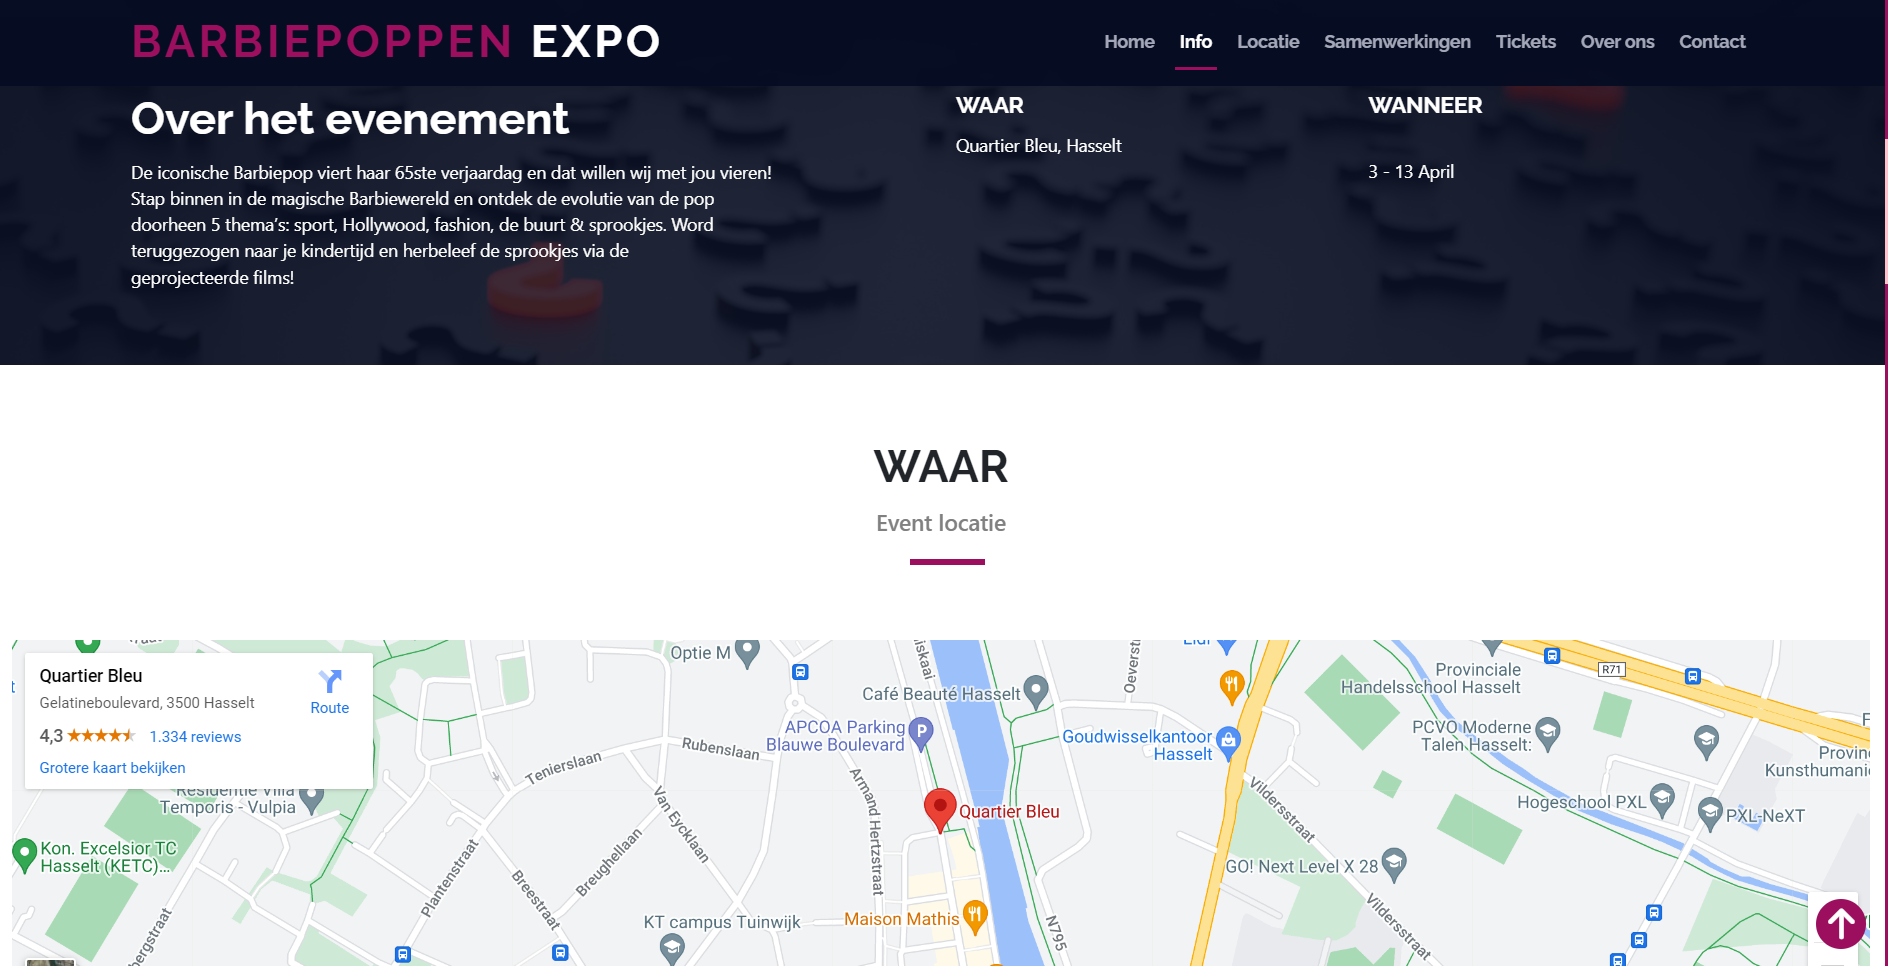 BARBIEPOPPEN EXPO
Home Info Locatie Samenwerkingen Tickets Over ons Contact
Over het evenement
De iconische Barbiepop viert haar 65ste verjaardag en dat willen wij met jou vieren!
Stap binnen in de magische Barbiewereld en ontdek de evolutie van de pop
doorheen 5 thema's: sport, Hollywood, fashion, de buurt & sprookjes. Word
teruggezogen naar je kindertijd en herbeleef de sprookjes via de
geprojecteerde films!
WAAR
Quartier Bleu, Hasselt
WANNEER
3 - 13 April
WAAR
Event locatie
Quartier Bleu
Gelatineboulevard, 3500 Hasselt
4,3
1.334 reviews
Grotere kaart bekijken
Route
Residentie Villa
Temporis - Vulpia
Kon. Excelsior TC
Hasselt (KETC)...
Optie M
Café Beauté Hasselt
APCOA Parking
Blauwe Boulevard
P
Goudwisselkantoor
Hasselt
Oeverst
R71
Provinciale
Handelsschool Hasselt
PCVO Moderne
Talen Hasselt:
Kunsthumani
Hogeschool PXL
PXL-NeXT
Quartier Bleu
Rubenslaan
Tenierslaan
Van Eycklaan
Armand Hertzstraat
Vildersstraat
Breughellaan
Plantenstraat
Breestraat
GO! Next Level X 28
Vildersstraat
KT campus Tuinwijk
Maison Mathis
N795